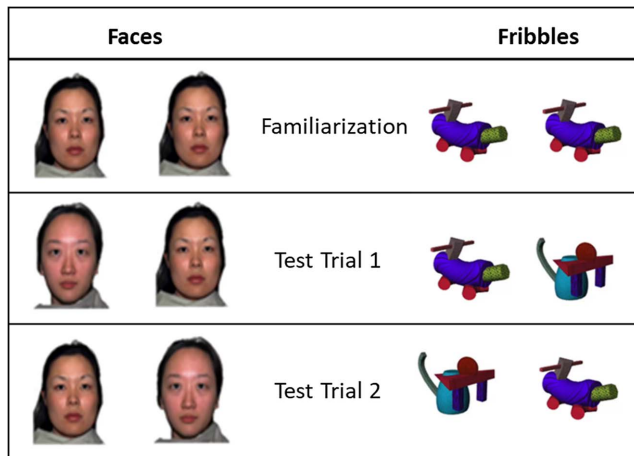 Faces
Fribbles
Familiarization
Test Trial 1
Test Trial 2